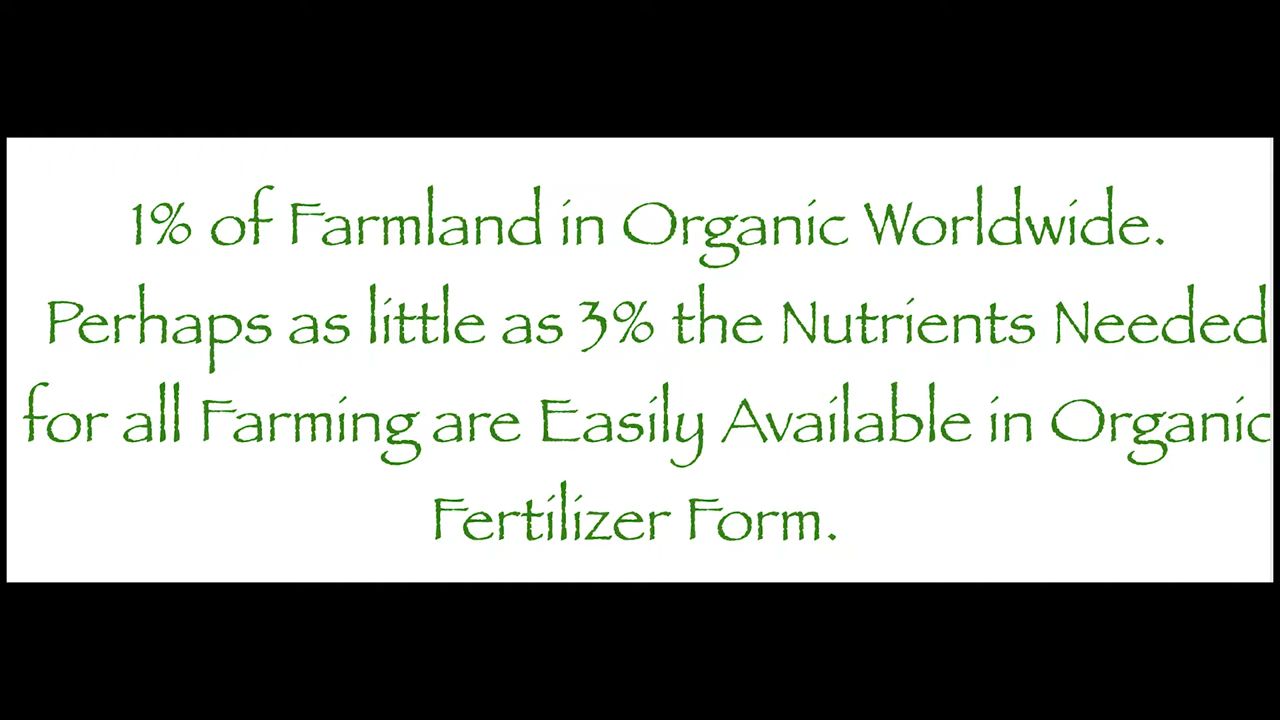 1% of Farmland in Organic Worldwide.
Perhaps as little as 3% the Nutrients Needed
for all Farming are Easily Available in Organic
Fertilizer Form.